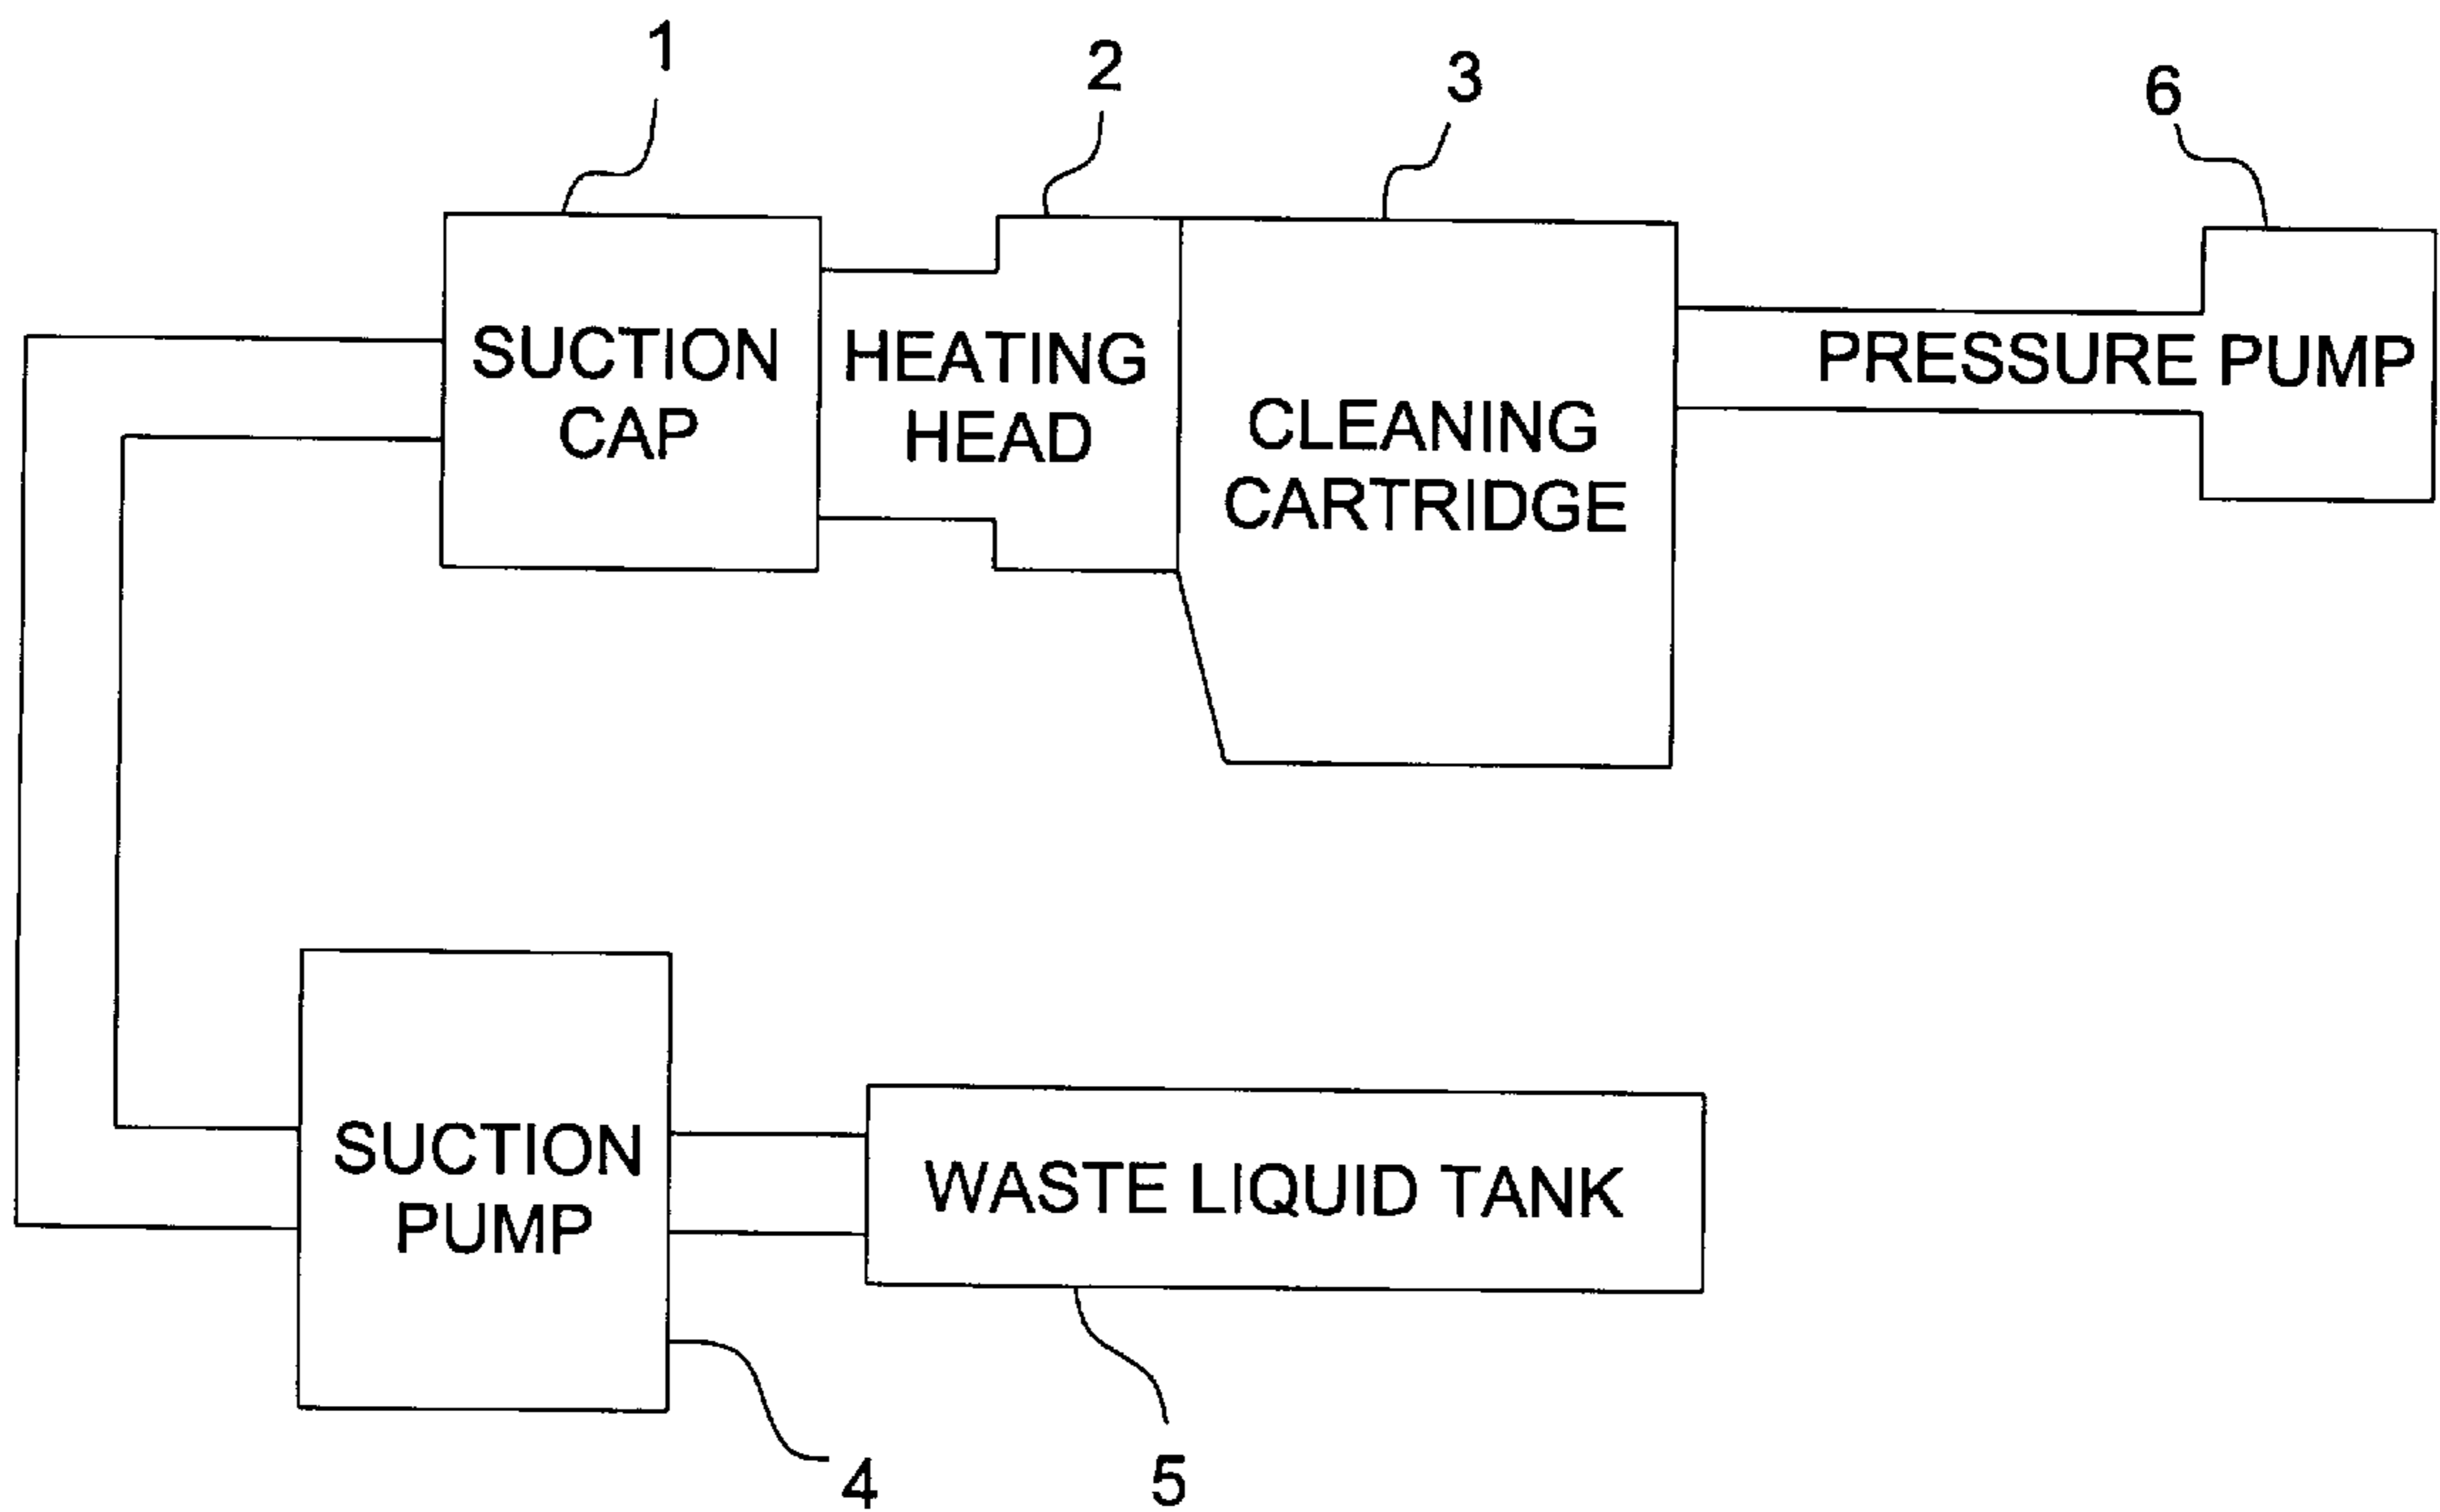 1
2
3
6
SUCTION
CAP
HEATING
HEAD
CLEANING
CARTRIDGE
PRESSURE PUMP
SUCTION
PUMP
WASTE LIQUID TANK
4
5